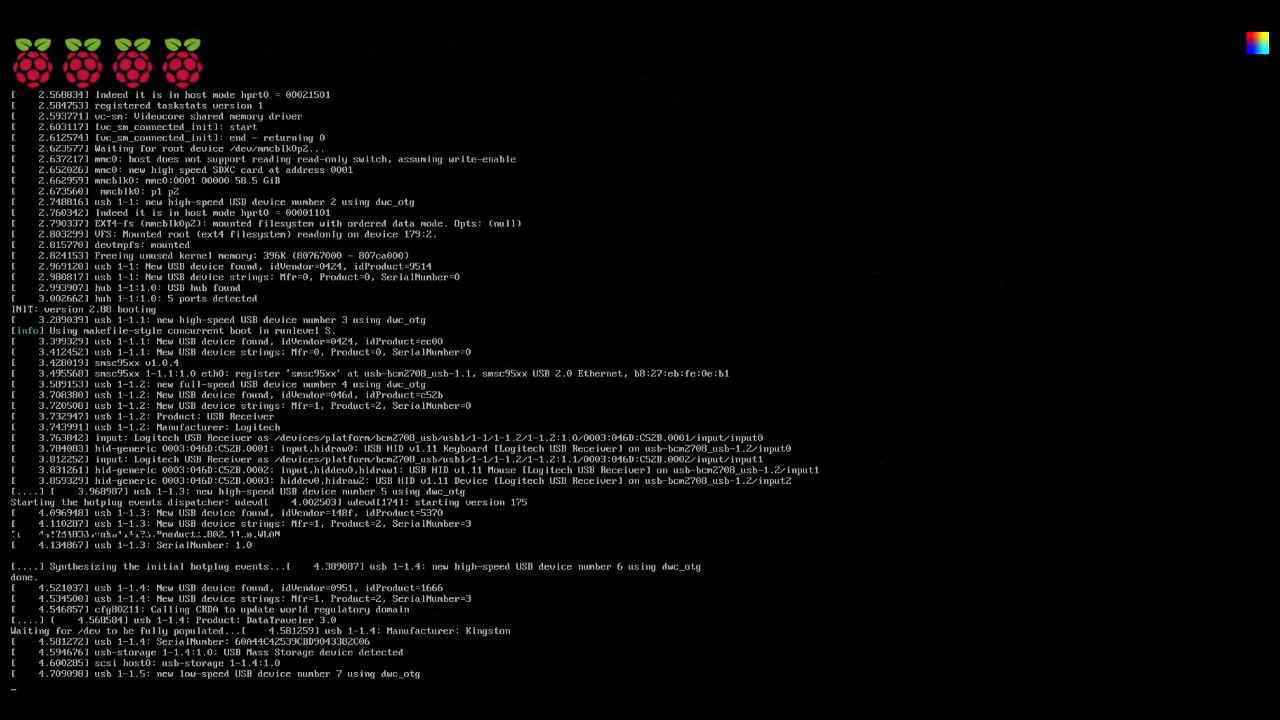 [    2.568834] Indeed it is in host mode hprt0 = 00021501
[    2.584753] registered taskstats version 1
[    2.593771] vc-sm: Videocore shared memory driver
[    2.603117] [vc_sm_connected_init]: start
[    2.612574] [vc_sm_connected_init]: end - returning 0
[    2.623577] Waiting for root device /dev/mmcblk0p2...
[    2.637217] mmc0: host does not support reading read-only switch, assuming write-enable
[    2.652026] mmc0: new high speed SDXC card at address 0001
[    2.662959] mmcblk0: mmc0:0001 00000 58.5 GiB
[    2.673560]  mmcblk0: p1 p2
[    2.748816] usb 1-1: new high-speed USB device number 2 using dwc_otg
[    2.760342] Indeed it is in host mode hprt0 = 00001101
[    2.790337] EXT4-fs (mmcblk0p2): mounted filesystem with ordered data mode. Opts: (null)
[    2.803299] VFS: Mounted root (ext4 filesystem) readonly on device 179:2.
[    2.815770] devtmpfs: mounted
[    2.824153] Freeing unused kernel memory: 396K (80767000 - 807ca000)
[    2.969120] usb 1-1: New USB device found, idVendor=0424, idProduct=9514
[    2.980817] usb 1-1: New USB device strings: Mfr=0, Product=0, SerialNumber=0
[    2.993907] hub 1-1:1.0: USB hub found
[    3.002662] hub 1-1:1.0: 5 ports detected
INIT: version 2.88 booting
[    3.289039] usb 1-1.1: new high-speed USB device number 3 using dwc_otg
[info] Using makefile-style concurrent boot in runlevel S.
[    3.399329] usb 1-1.1: New USB device found, idVendor=0424, idProduct=ec00
[    3.412452] usb 1-1.1: New USB device strings: Mfr=0, Product=0, SerialNumber=0
[    3.428019] smsc95xx v1.0.4
[    3.495568] smsc95xx 1-1.1:1.0 eth0: register 'smsc95xx' at usb-bcm2708_usb-1.1, smsc95xx USB 2.0 Ethernet, b8:27:eb:fe:0e:b1
[    3.589153] usb 1-1.2: new full-speed USB device number 4 using dwc_otg
[    3.708380] usb 1-1.2: New USB device found, idVendor=046d, idProduct=c52b
[    3.720508] usb 1-1.2: New USB device strings: Mfr=1, Product=2, SerialNumber=0
[    3.732947] usb 1-1.2: Product: USB Receiver
[    3.743991] usb 1-1.2: Manufacturer: Logitech
[    3.763842] input: Logitech USB Receiver as /devices/platform/bcm2708_usb/usb1/1-1/1-1.2/1-1.2:1.0/0003:046D:C52B.0001/input/input0
[    3.784083] hid-generic 0003:046D:C52B.0001: input,hidraw0: USB HID v1.11 Keyboard [Logitech USB Receiver] on usb-bcm2708_usb-1.2/input0
[    3.812252] input: Logitech USB Receiver as /devices/platform/bcm2708_usb/usb1/1-1/1-1.2/1-1.2:1.1/0003:046D:C52B.0002/input/input1
[    3.831261] hid-generic 0003:046D:C52B.0002: input,hiddev0,hidraw1: USB HID v1.11 Mouse [Logitech USB Receiver] on usb-bcm2708_usb-1.2/input1
[    3.859329] hid-generic 0003:046D:C52B.0003: hiddev0,hidraw2: USB HID v1.11 Device [Logitech USB Receiver] on usb-bcm2708_usb-1.2/input2
[....] [    3.968987] usb 1-1.3: new high-speed USB device number 5 using dwc_otg
Starting the hotplug events dispatcher: udevd[    4.002503] udevd[174]: starting version 175
[    4.096948] usb 1-1.3: New USB device found, idVendor=148f, idProduct=5370
[    4.110287] usb 1-1.3: New USB device strings: Mfr=1, Product=2, SerialNumber=3
WLAN
[    4.134867] usb 1-1.3: SerialNumber: 1.0
[....] Synthesizing the initial hotplug events...[    4.389087] usb 1-1.4: new high-speed USB device number 6 using dwc_otg
done.
[    4.521037] usb 1-1.4: New USB device found, idVendor=0951, idProduct=1666
[    4.534500] usb 1-1.4: New USB device strings: Mfr=1, Product=2, SerialNumber=3
[    4.546857] cfg80211: Calling CRDA to update world regulatory domain
[....] [    4.568584] usb 1-1.4: Product: DataTraveler 3.0
Waiting for /dev to be fully populated...[    4.581259] usb 1-1.4: Manufacturer: Kingston
[    4.581272] usb 1-1.4: SerialNumber: 60A44C42539CBD9043382C06
[    4.594676] usb-storage 1-1.4:1.0: USB Mass Storage device detected
[    4.600285] scsi host0: usb-storage 1-1.4:1.0
[    4.709098] usb 1-1.5: new low-speed USB device number 7 using dwc_otg